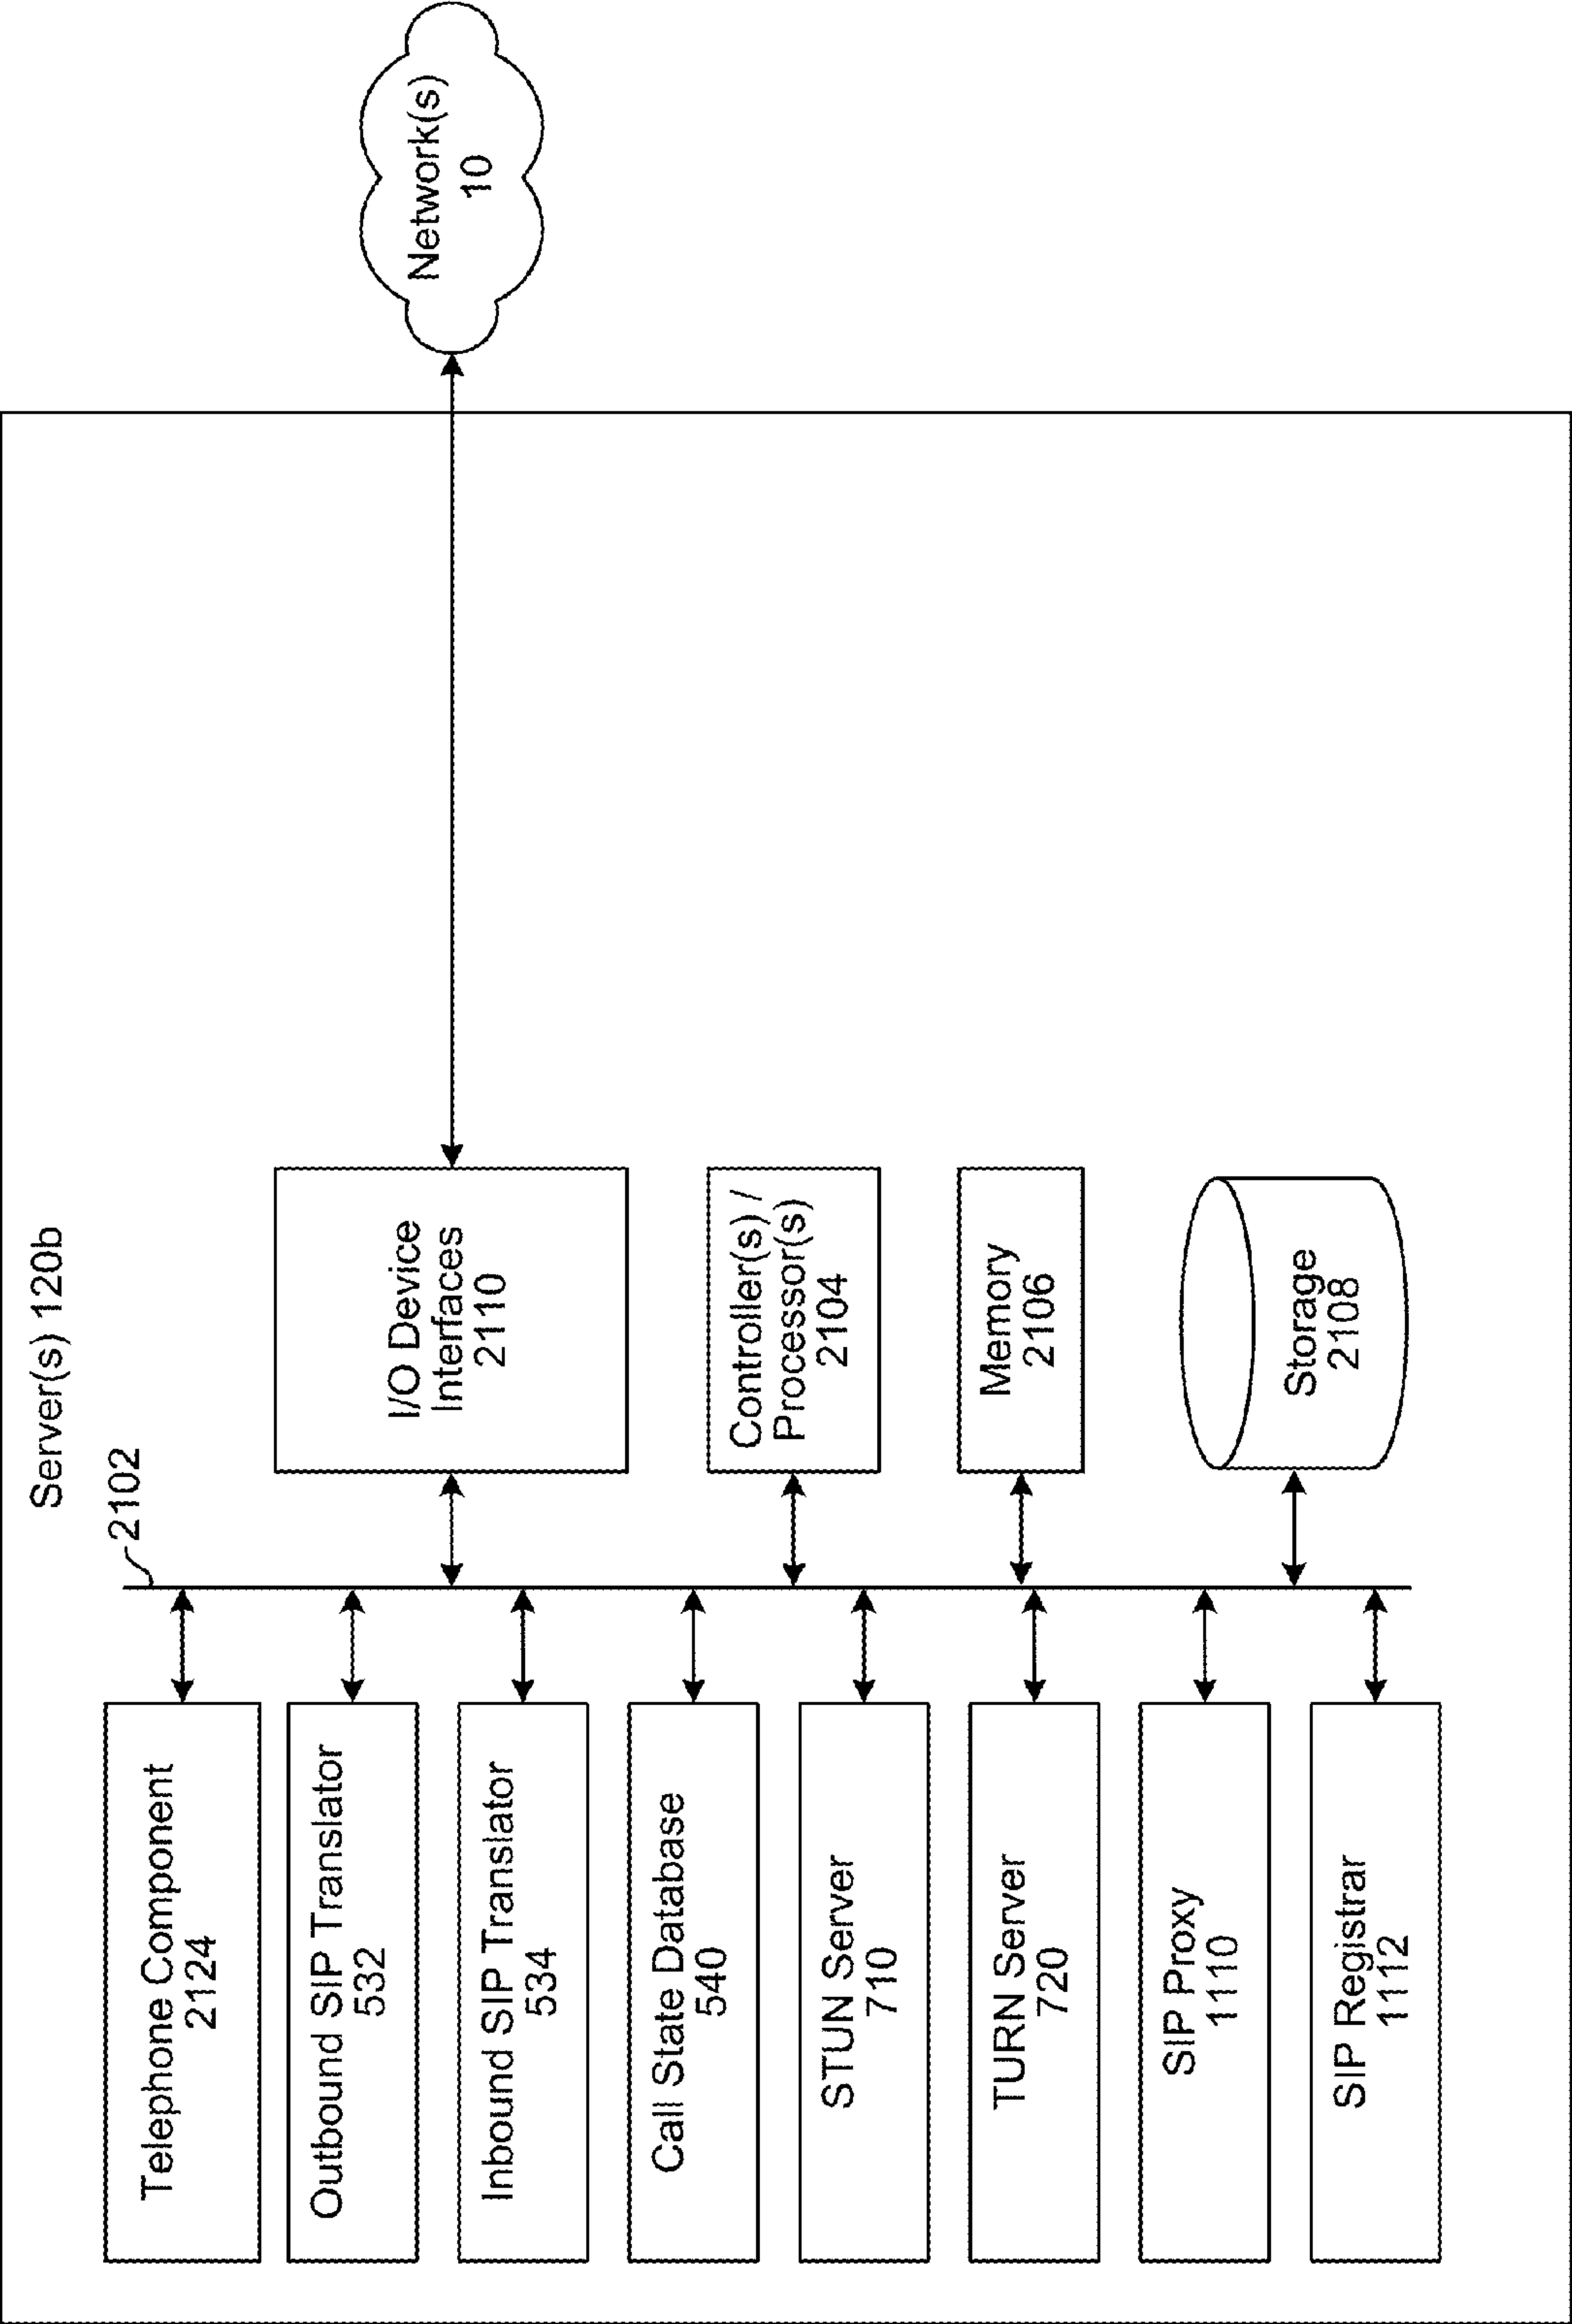 Server(s) 120b
2102
Telephone Component
2124
Outbound SIP Translator
532
Inbound SIP Translator
534
Call State Database
540
STUN Server
710
TURN Server
720
SIP Proxy
1110
SIP Registrar
1112
I/O Device
Interfaces
2110
Controller(s) /
Processor(s)
2104
Memory
2106
Storage
2108
Network(s)
10